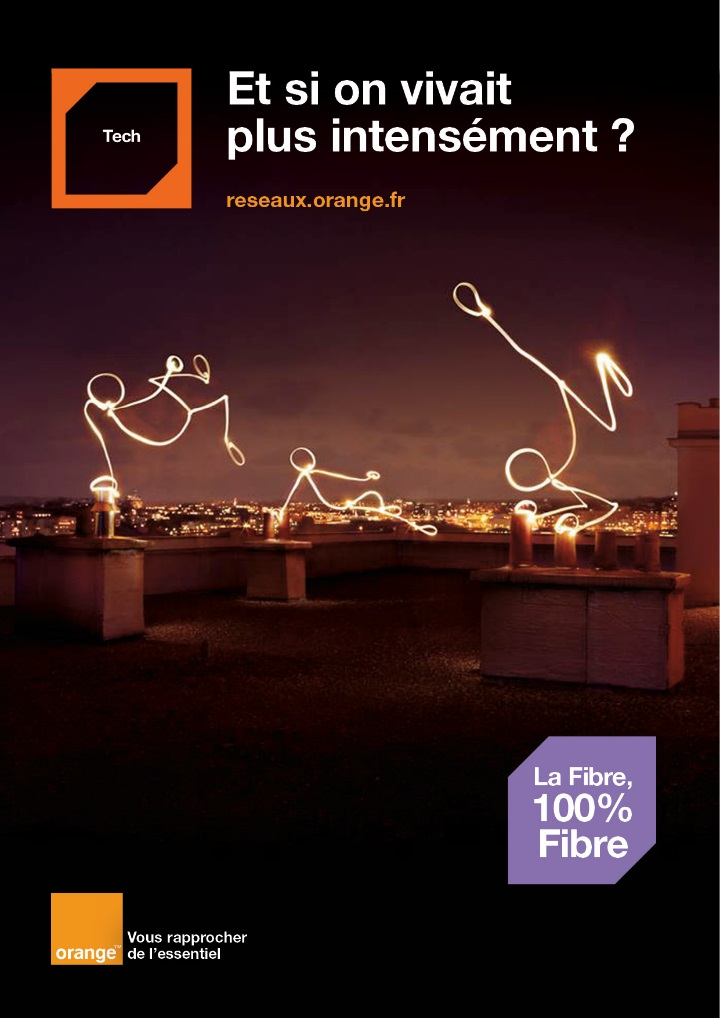 Tech
Et si on vivait
plus intensément ?
reseaux.orange.fr
La Fibre,
100%
Fibre
orange™
Vous rapprocher
de l'essentiel